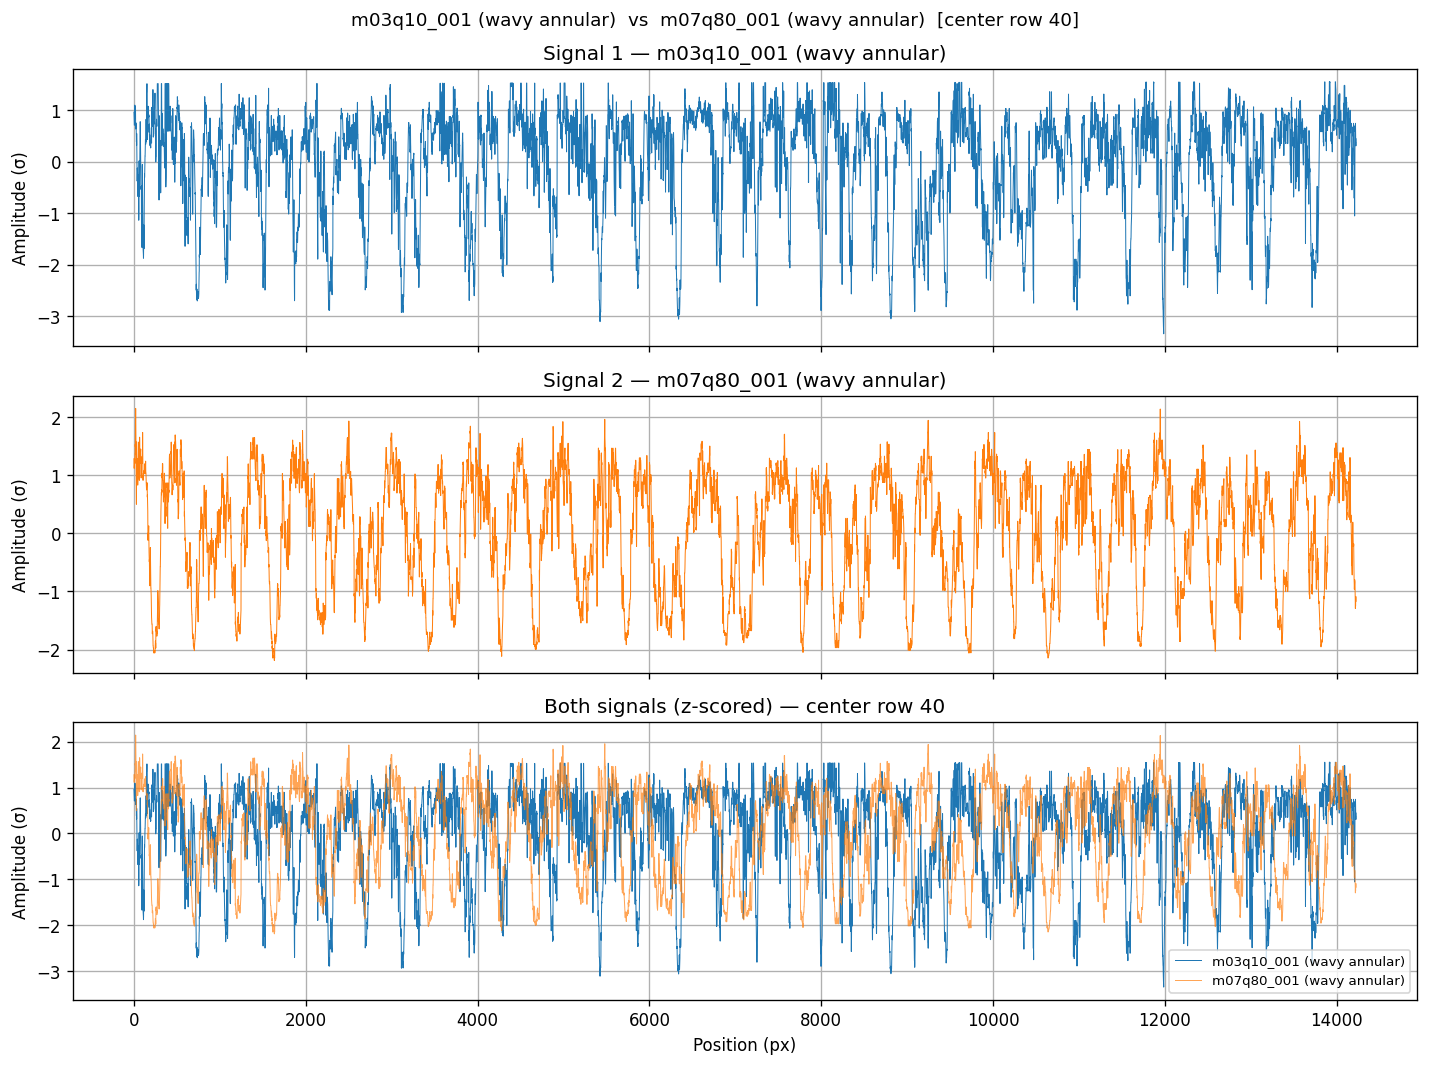 m03q10_001 (wavy annular)  vs  m07q80_001 (wavy annular)  [center row 40]
Signal 1 — m03q10_001 (wavy annular)
Amplitude (σ)
1
0
−1
−2
−3
Signal 2 — m07q80_001 (wavy annular)
Amplitude (σ)
2
1
0
−1
−2
Both signals (z-scored) — center row 40
Amplitude (σ)
2
1
0
−1
−2
−3
m03q10_001 (wavy annular)
m07q80_001 (wavy annular)
0 2000 4000 6000 8000 10000 12000 14000
Position (px)